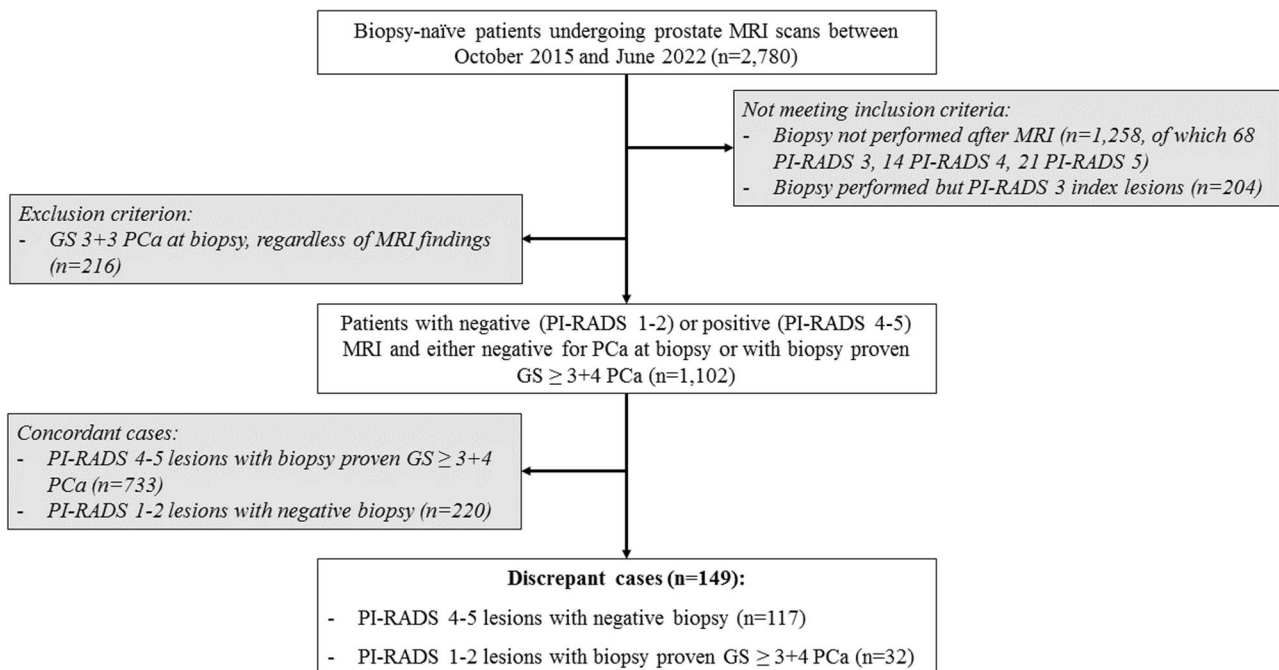 Biopsy-naïve patients undergoing prostate MRI scans between
October 2015 and June 2022 (n=2,780)
Not meeting inclusion criteria:
- Biopsy not performed after MRI (n=1,258, of which 68
PI-RADS 3, 14 PI-RADS 4, 21 PI-RADS 5)
- Biopsy performed but PI-RADS 3 index lesions (n=204)
Exclusion criterion:
- GS 3+3 PCa at biopsy, regardless of MRI findings
(n=216)
Patients with negative (PI-RADS 1-2) or positive (PI-RADS 4-5)
MRI and either negative for PCa at biopsy or with biopsy proven
GS ≥ 3+4 PCa (n=1,102)
Concordant cases:
- PI-RADS 4-5 lesions with biopsy proven GS ≥ 3+4
PCa (n=733)
- PI-RADS 1-2 lesions with negative biopsy (n=220)
Discrepant cases (n=149):
- PI-RADS 4-5 lesions with negative biopsy (n=117)
- PI-RADS 1-2 lesions with biopsy proven GS ≥ 3+4 PCa (n=32)